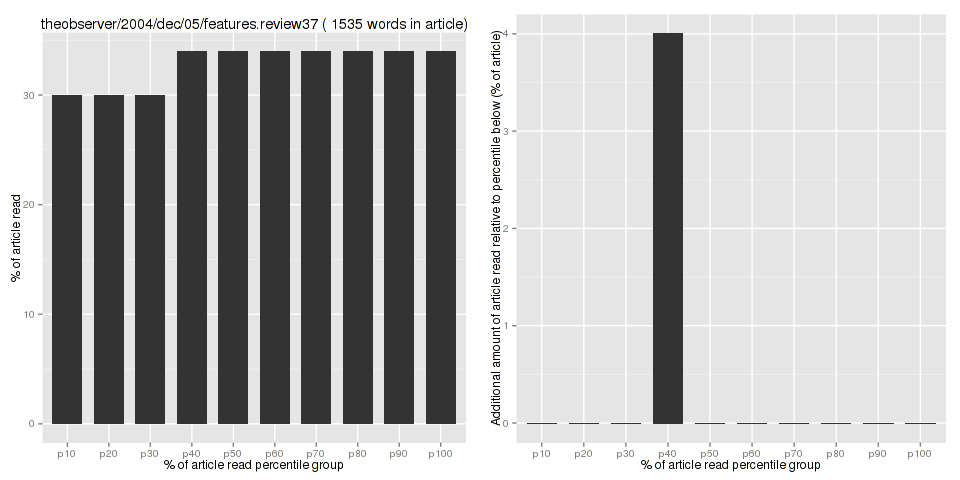 theobserver/2004/dec/05/features.review37 ( 1535 words in article)
% of article read
30
20
10
0
p10 p20 p30 p40 p50 p60 p70 p80 p90 p100
% of article read percentile group
Additional amount of article read relative to percentile below (% of article)
4
3
2
1
0
p10 p20 p30 p40 p50 p60 p70 p80 p90 p100
% of article read percentile group